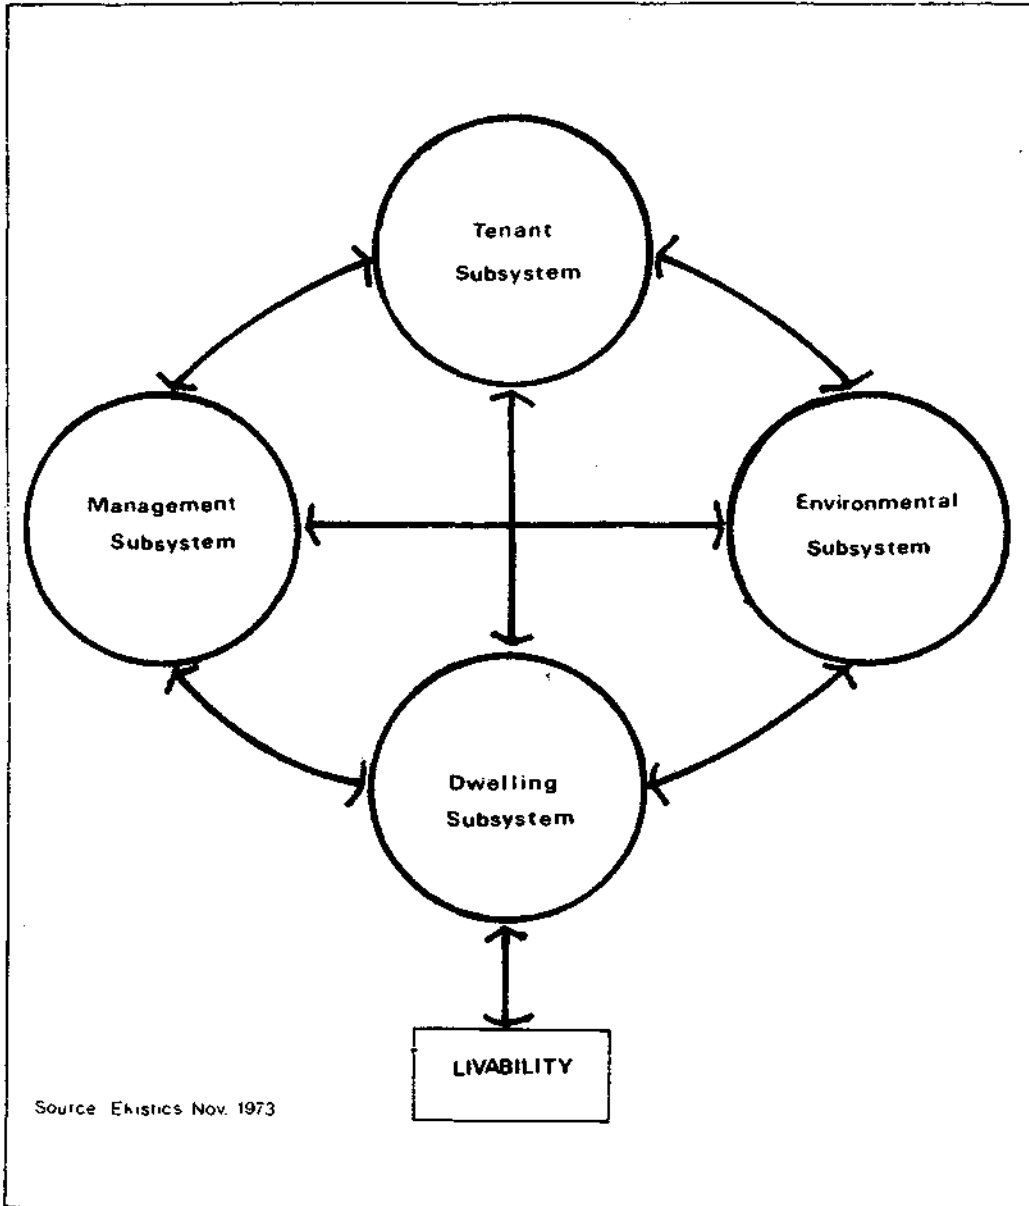 Tenant
Subsystem
Management
Subsystem
Environmental
Subsystem
Dwelling
Subsystem
LIVABILITY
Source Ekistics Nov. 1973